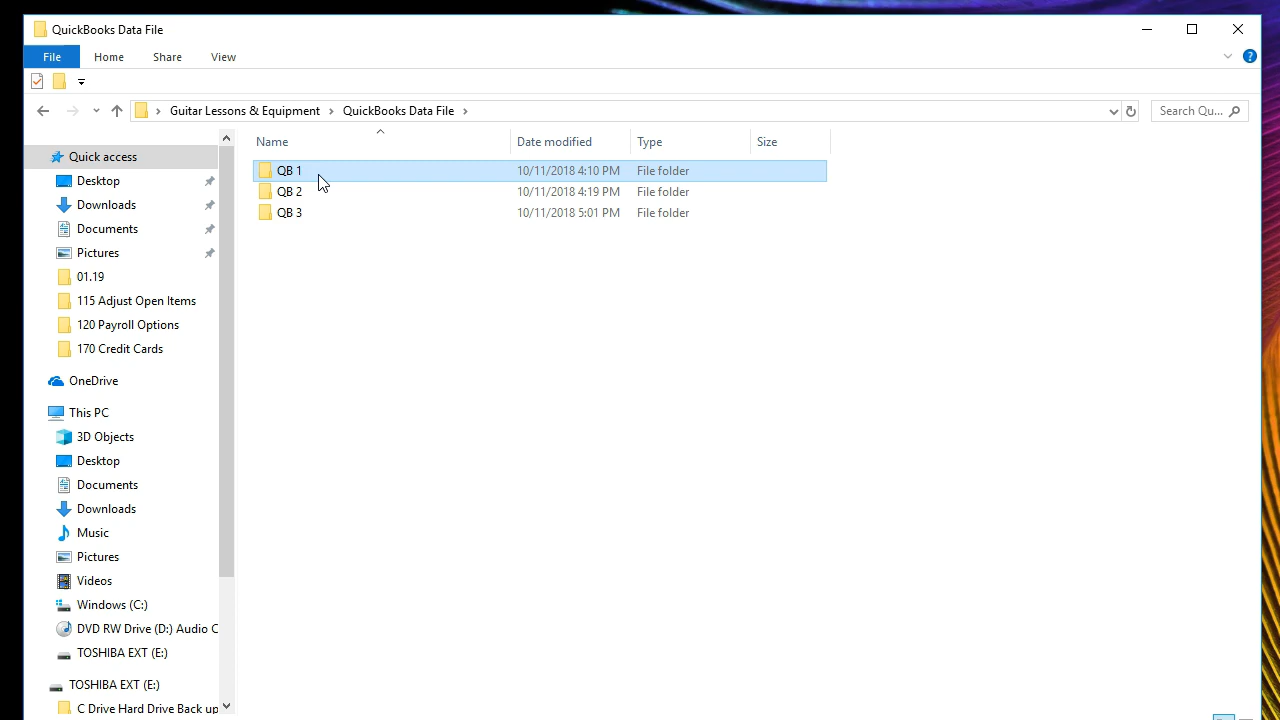 QuickBooks Data File
File Home Share View
Guitar Lessons & Equipment QuickBooks Data File
Search Qu...
Name Date modified Type Size
QB 1 10/11/2018 4:10 PM File folder
QB 2 10/11/2018 4:19 PM File folder
QB 3 10/11/2018 5:01 PM File folder
Quick access
Desktop
Downloads
Documents
Pictures
01.19
115 Adjust Open Items
120 Payroll Options
170 Credit Cards
OneDrive
This PC
3D Objects
Desktop
Documents
Downloads
Music
Pictures
Videos
Windows (C:)
DVD RW Drive (D:) Audio C
TOSHIBA EXT (E:)
TOSHIBA EXT (E:)
C Drive Hard Drive Back up